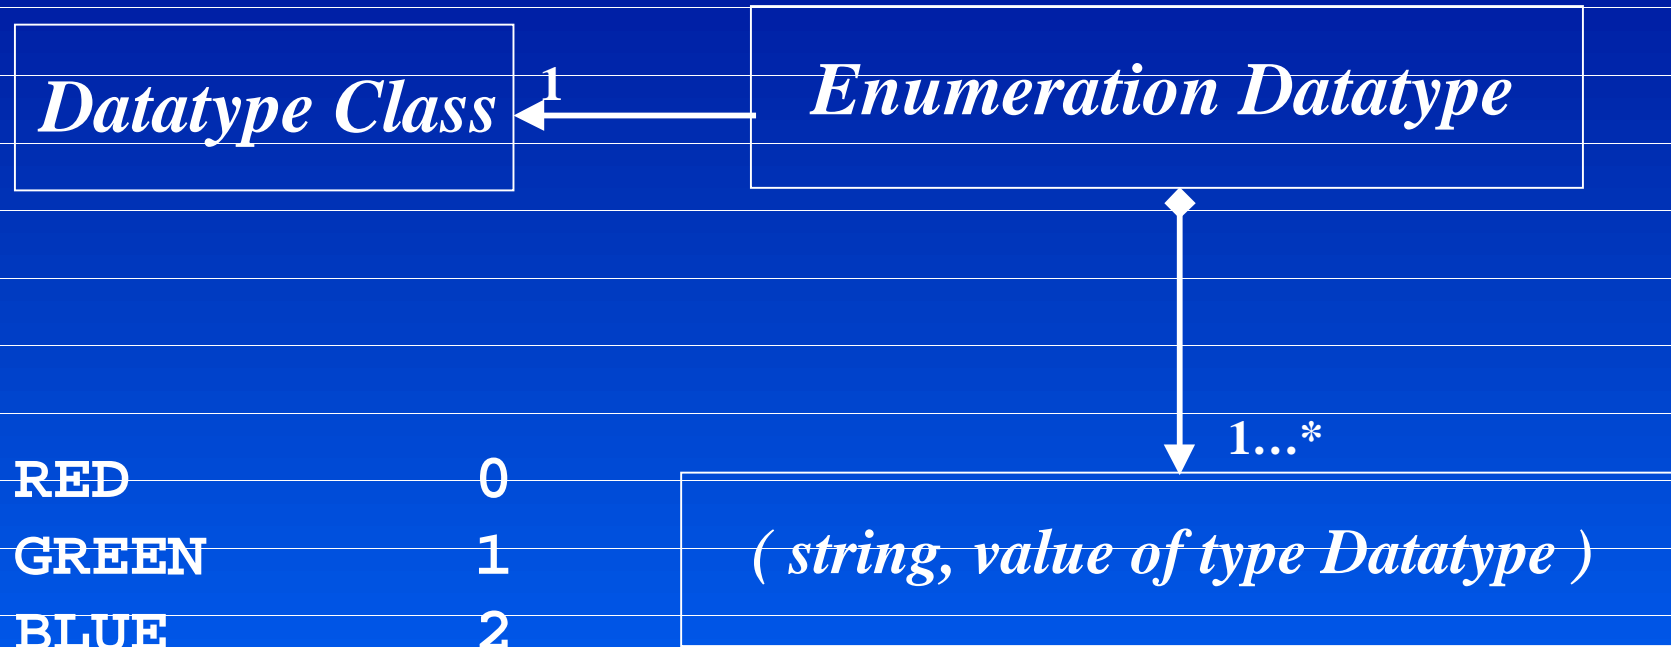 Datatype Class
1
Enumeration Datatype
1...*
RED 0
GREEN 1
BLUE 2
( string, value of type Datatype )